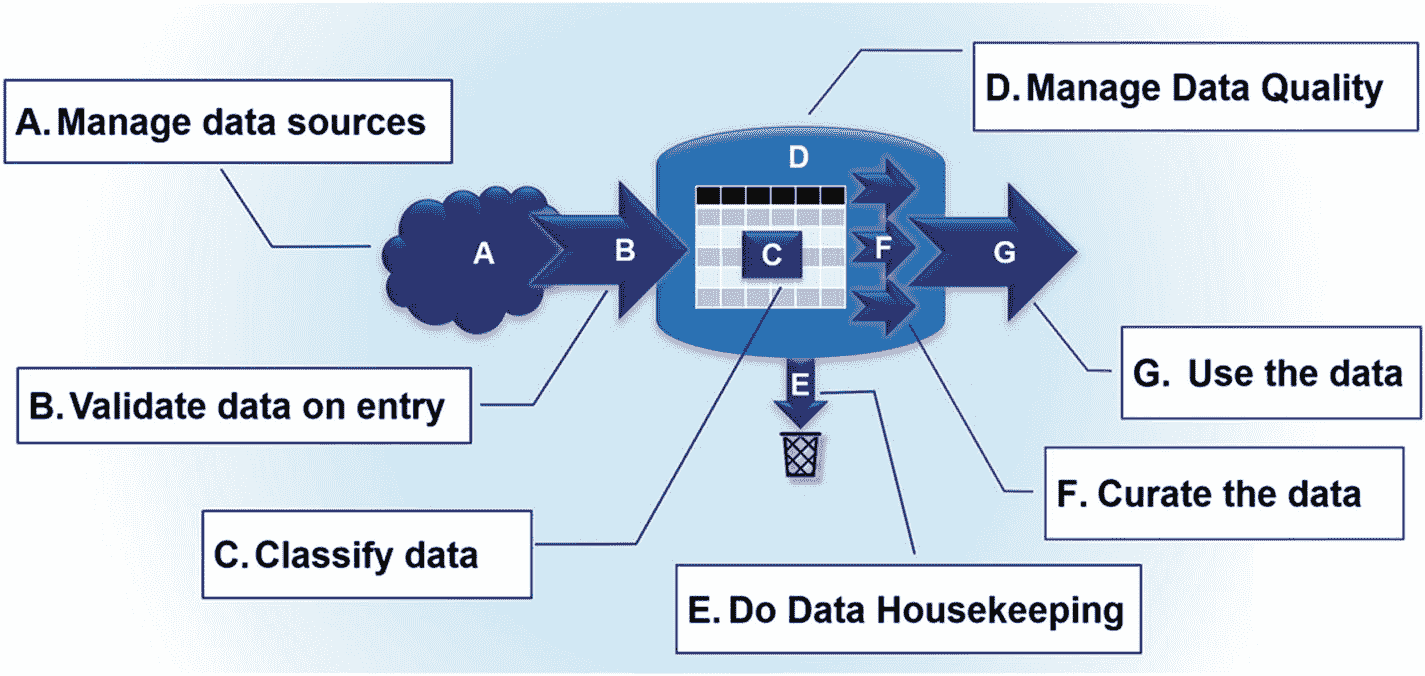 D. Manage Data Quality
A. Manage data sources
D
A
B
C
F
G
E
G. Use the data
B. Validate data on entry
F. Curate the data
C. Classify data
E. Do Data Housekeeping